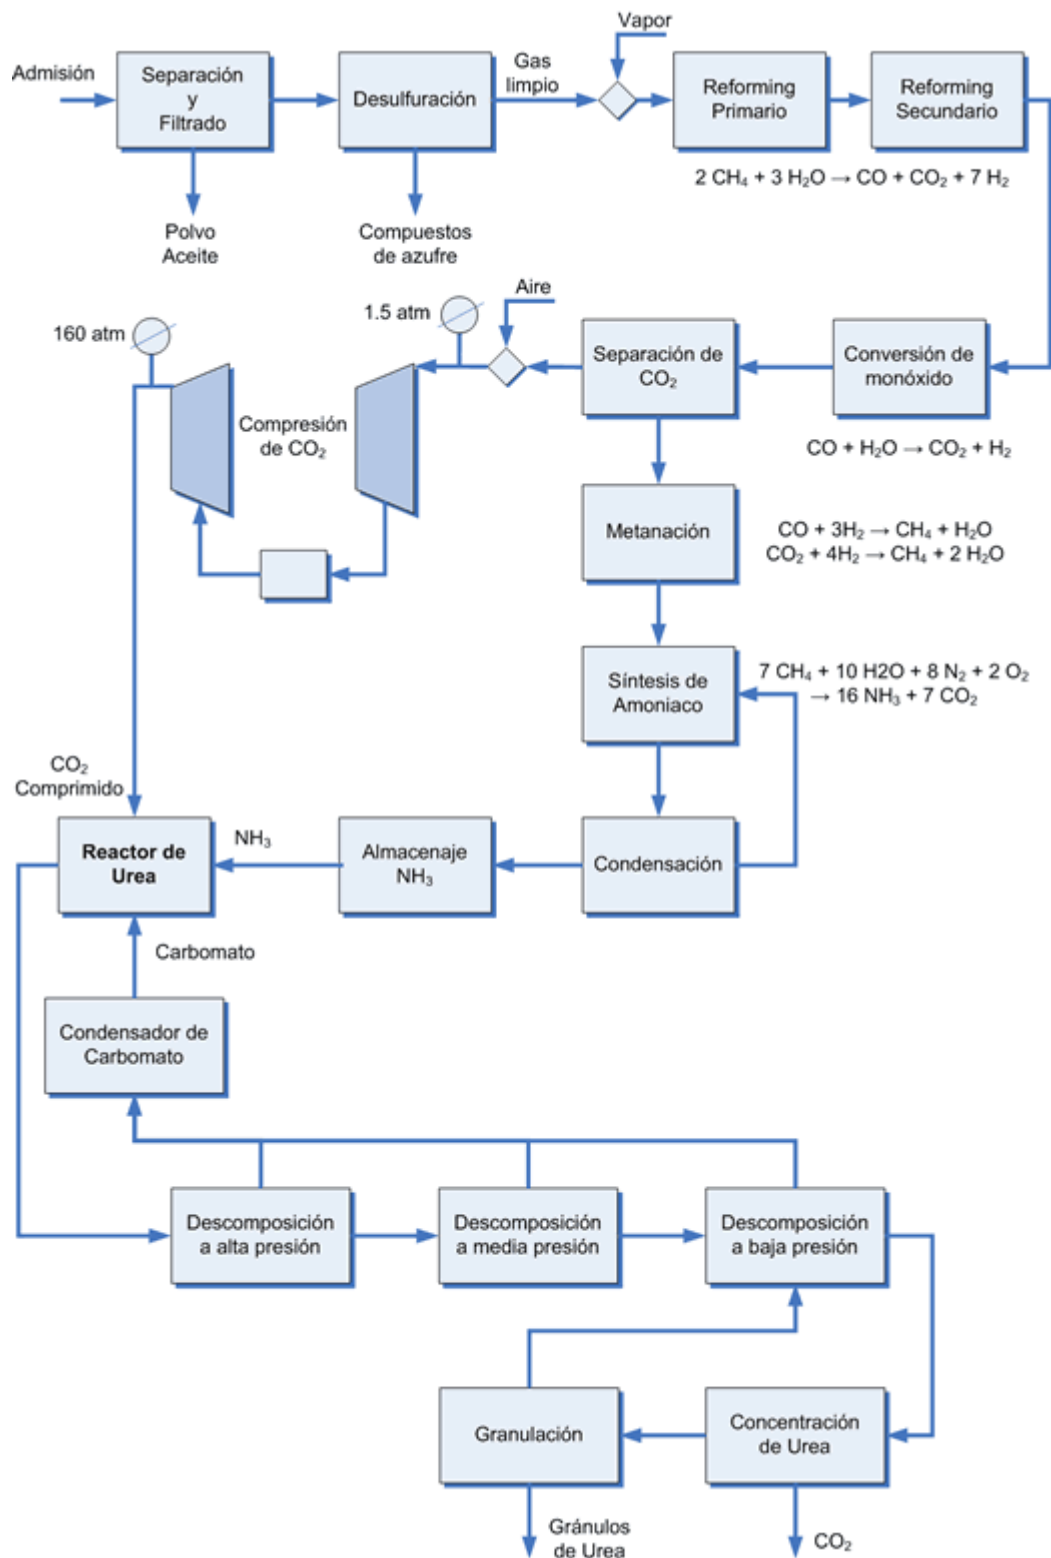 Admisión
Separación
y
Filtrado
Desulfuración
Gas
limpio
Vapor
Reforming
Primario
Reforming
Secundario
2 CH₄ + 3 H₂O → CO + CO₂ + 7 H₂
Polvo
Aceite
Compuestos
de azufre
160 atm
1.5 atm
Aire
Compresión
de CO₂
Separación de
CO₂
Conversión de
monóxido
CO + H₂O → CO₂ + H₂
Metanación
CO + 3H₂ → CH₄ + H₂O
CO₂ + 4H₂ → CH₄ + 2 H₂O
Síntesis de
Amoniaco
7 CH₄ + 10 H2O + 8 N₂ + 2 O₂
→ 16 NH₃ + 7 CO₂
CO₂
Comprimido
Reactor de
Urea
NH₃
Almacenaje
NH₃
Condensación
Carbomato
Condensador de
Carbomato
Descomposición
a alta presión
Descomposición
a media presión
Descomposición
a baja presión
Granulación
Concentración
de Urea
Gránulos
de Urea
CO₂